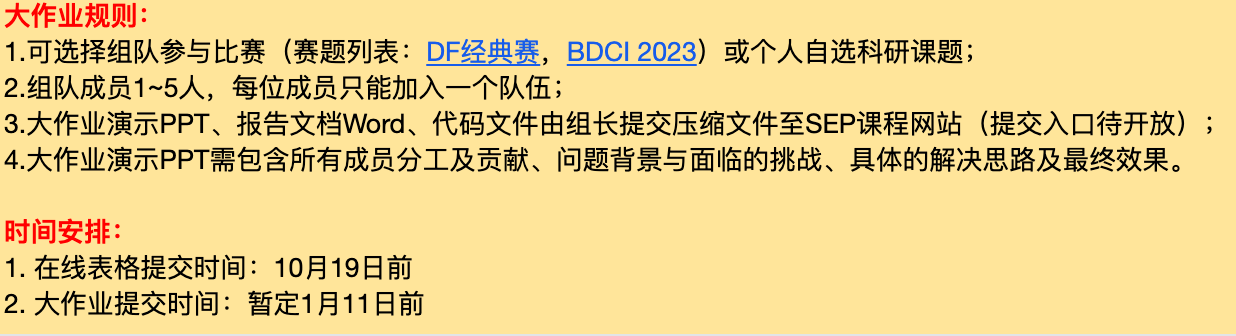 大作业规则：
1.可选择组队参与比赛（赛题列表：DF经典赛，BDCI 2023）或个人自选科研课题；
2.组队成员1~5人，每位成员只能加入一个队伍；
3.大作业演示PPT、报告文档Word、代码文件由组长提交压缩文件至SEP课程网站（提交入口待开放）；
4.大作业演示PPT需包含所有成员分工及贡献、问题背景与面临的挑战、具体的解决思路及最终效果。
时间安排：
1. 在线表格提交时间：10月19日前
2. 大作业提交时间：暂定1月11日前